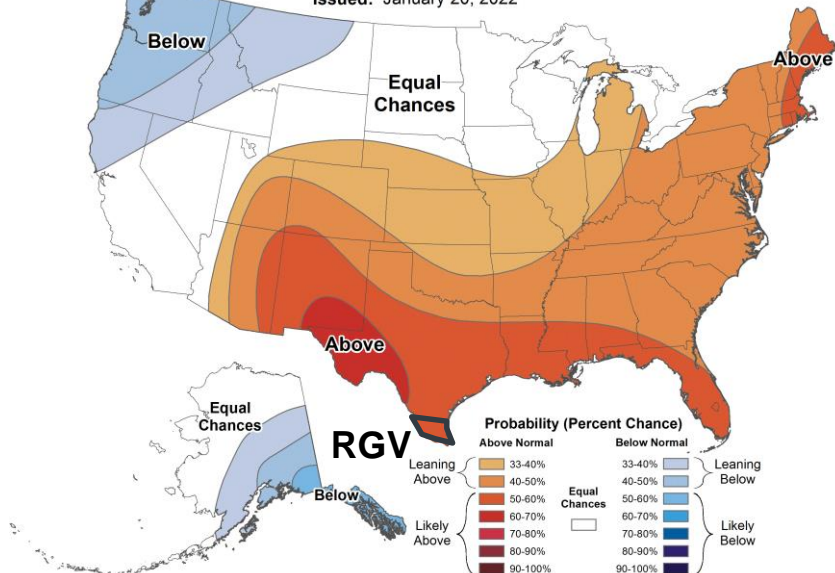 Issued: January 20, 2022
Below
Equal
Chances
Above
Above
Equal
Chances
Below
RGV
Probability (Percent Chance)
Above Normal
Below Normal
Leaning
Above
Likely
Above
33-40%
40-50%
50-60%
60-70%
70-80%
80-90%
90-100%
Equal
Chances
33-40%
40-50%
50-60%
60-70%
70-80%
80-90%
90-100%
Leaning
Below
Likely
Below